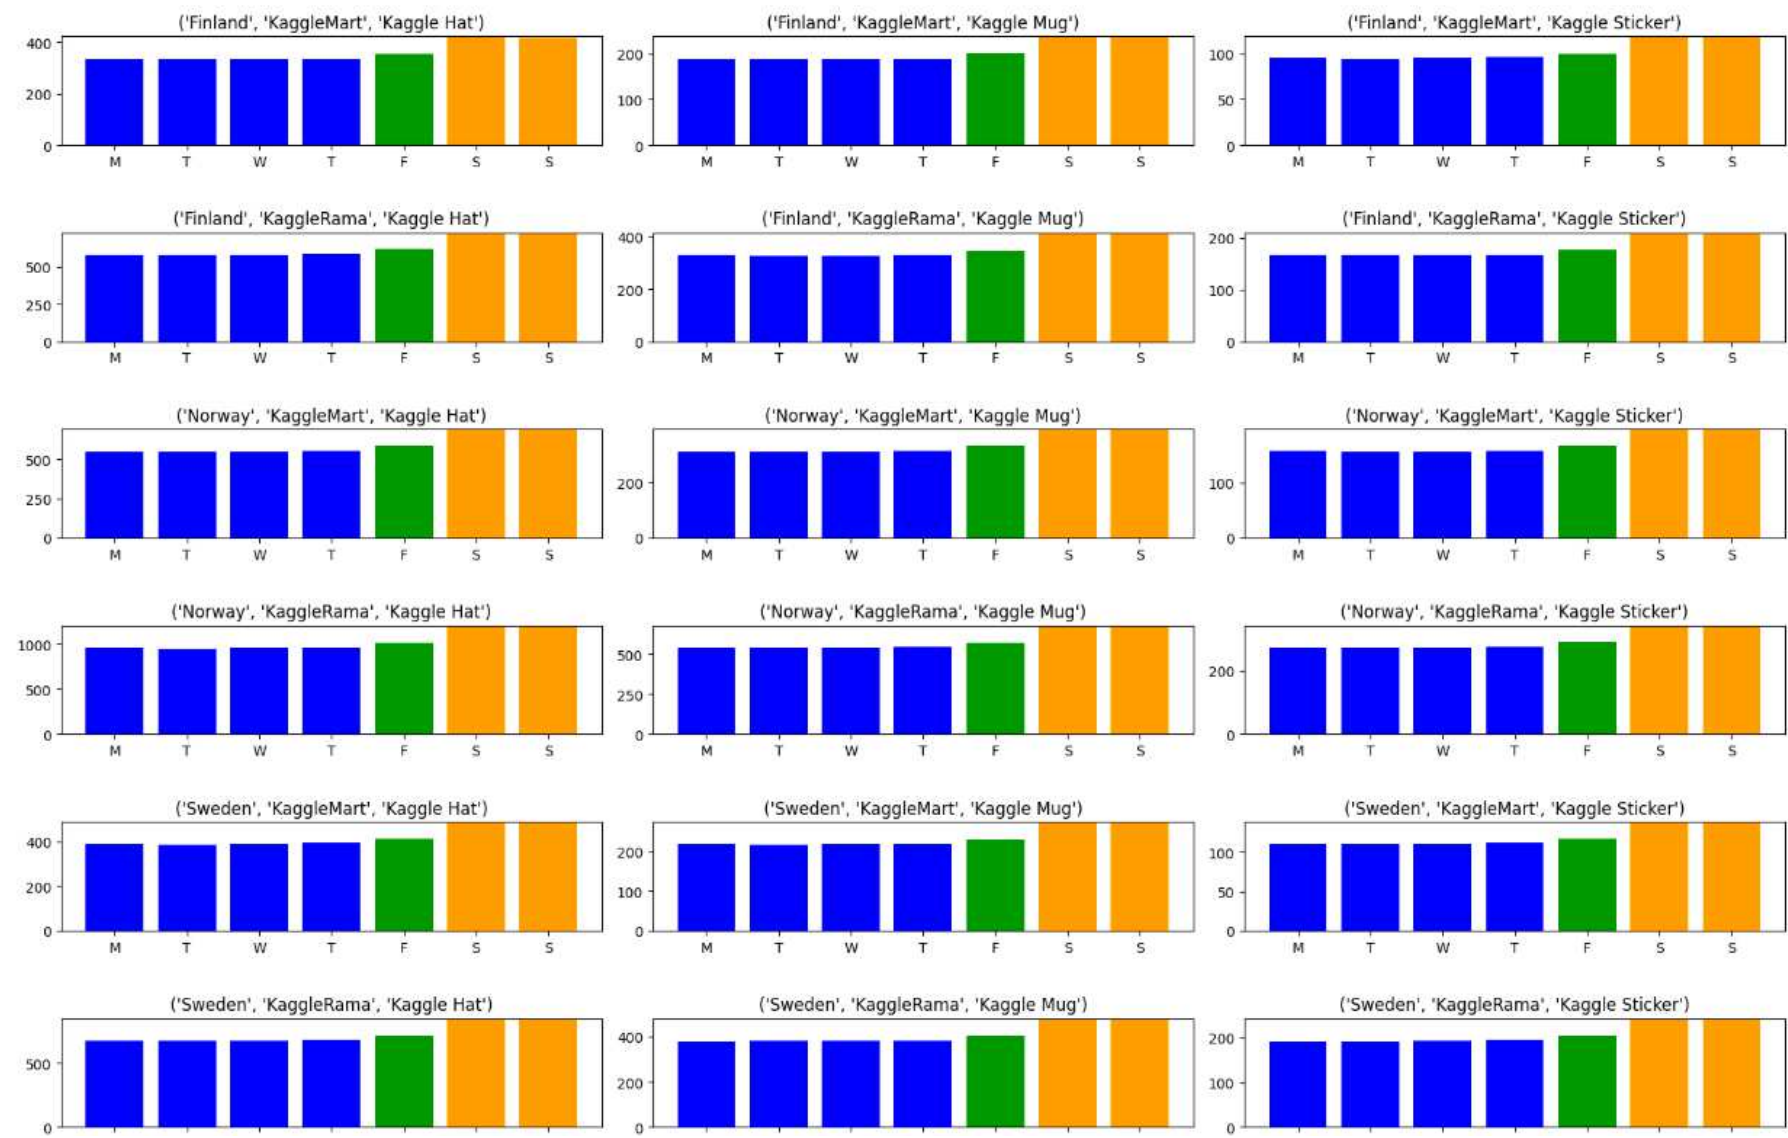 ('Finland', 'KaggleMart', 'Kaggle Hat')
400
200
0
M T W T F S S
('Finland', 'KaggleMart', 'Kaggle Mug')
200
100
0
M T W T F S S
('Finland', 'KaggleMart', 'Kaggle Sticker')
100
50
0
M T W T F S S
('Finland', 'KaggleRama', 'Kaggle Hat')
500
250
0
M T W T F S S
('Finland', 'KaggleRama', 'Kaggle Mug')
400
200
0
M T W T F S S
('Finland', 'KaggleRama', 'Kaggle Sticker')
200
100
0
M T W T F S S
('Norway', 'KaggleMart', 'Kaggle Hat')
500
250
0
M T W T F S S
('Norway', 'KaggleMart', 'Kaggle Mug')
200
0
M T W T F S S
('Norway', 'KaggleMart', 'Kaggle Sticker')
100
0
M T W T F S S
('Norway', 'KaggleRama', 'Kaggle Hat')
1000
500
0
M T W T F S S
('Norway', 'KaggleRama', 'Kaggle Mug')
500
250
0
M T W T F S S
('Norway', 'KaggleRama', 'Kaggle Sticker')
200
0
M T W T F S S
('Sweden', 'KaggleMart', 'Kaggle Hat')
400
200
0
M T W T F S S
('Sweden', 'KaggleMart', 'Kaggle Mug')
200
100
0
M T W T F S S
('Sweden', 'KaggleMart', 'Kaggle Sticker')
100
50
0
M T W T F S S
('Sweden', 'KaggleRama', 'Kaggle Hat')
500
0
('Sweden', 'KaggleRama', 'Kaggle Mug')
400
200
0
('Sweden', 'KaggleRama', 'Kaggle Sticker')
200
100
0